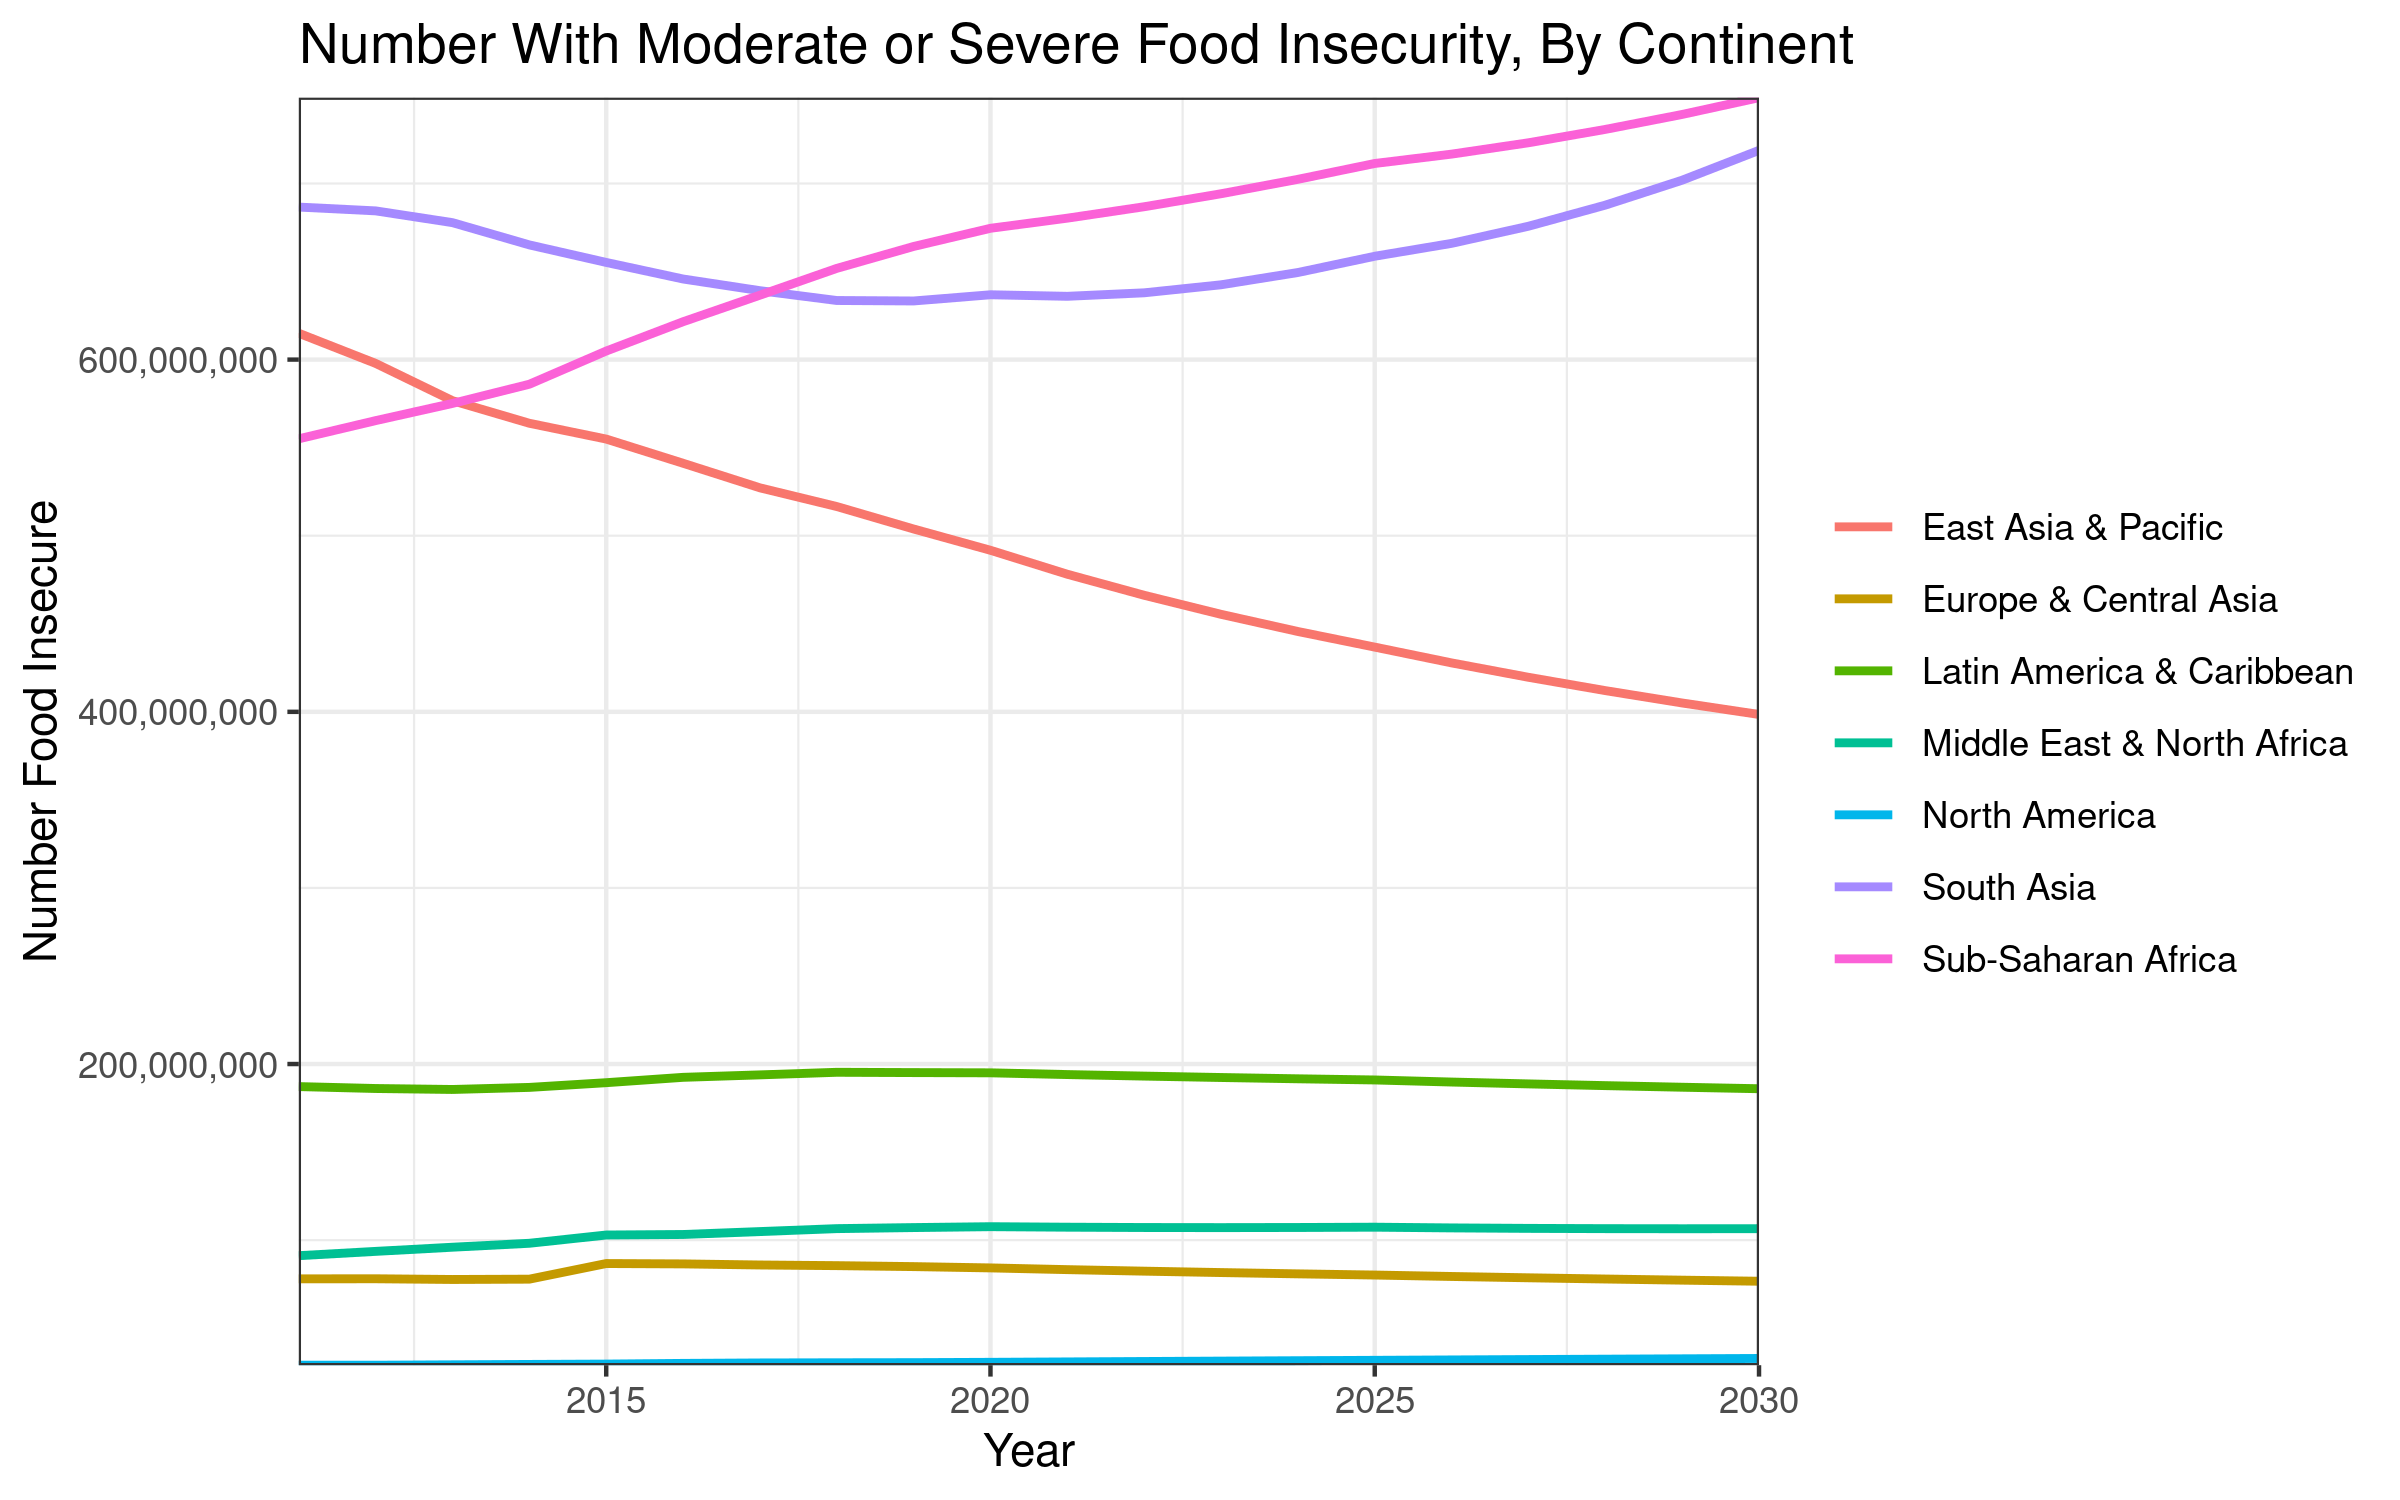 Number With Moderate or Severe Food Insecurity, By Continent
Number Food Insecure
600,000,000
400,000,000
200,000,000
2015
2020
2025
2030
Year
East Asia & Pacific
Europe & Central Asia
Latin America & Caribbean
Middle East & North Africa
North America
South Asia
Sub-Saharan Africa